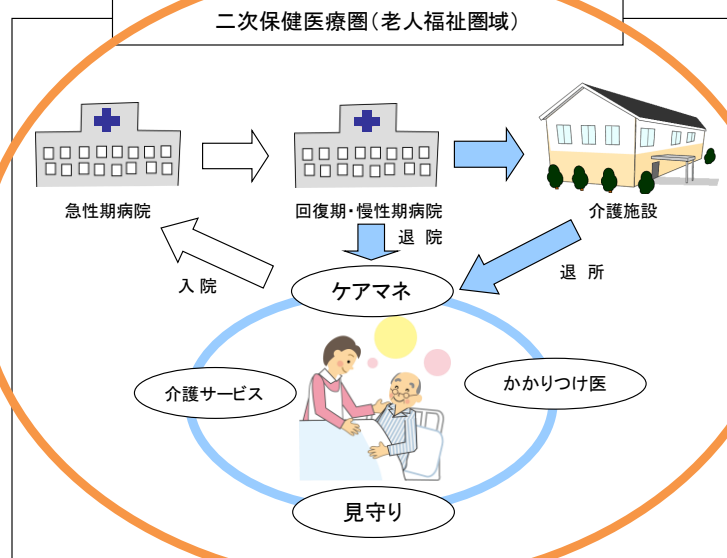 二次保健医療圏（老人福祉圏域）
急性期病院
回復期・慢性期病院
介護施設
退 院
入 院
退 所
ケアマネ
介護サービス
かかりつけ医
見守り